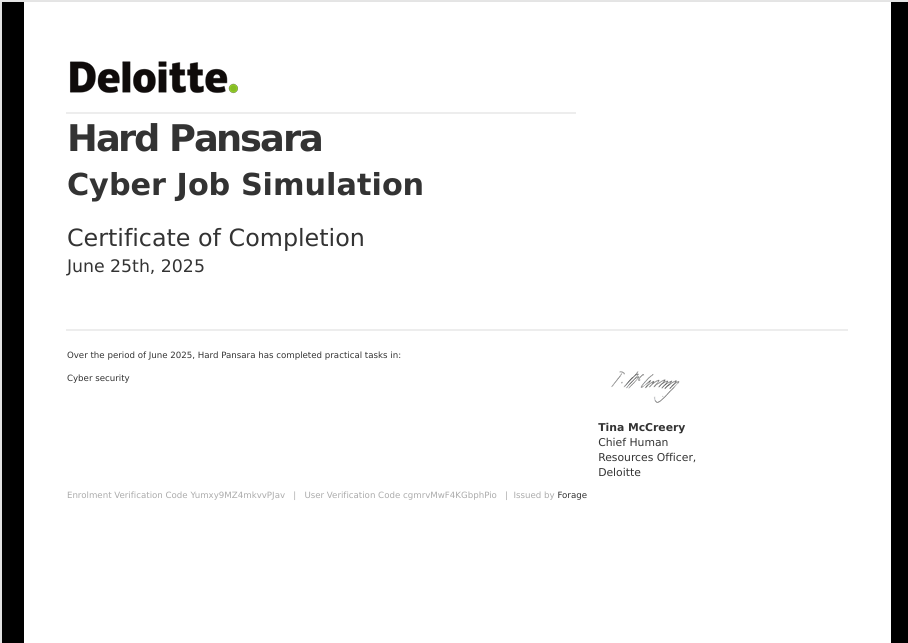 Deloitte.
Hard Pansara
Cyber Job Simulation
Certificate of Completion
June 25th, 2025
Over the period of June 2025, Hard Pansara has completed practical tasks in:
Cyber security
Tina McCreery
Chief Human
Resources Officer,
Deloitte
Enrolment Verification Code Yumxy9MZ4mkvvPJav | User Verification Code cgmrvMwF4KGbphPio | Issued by Forage